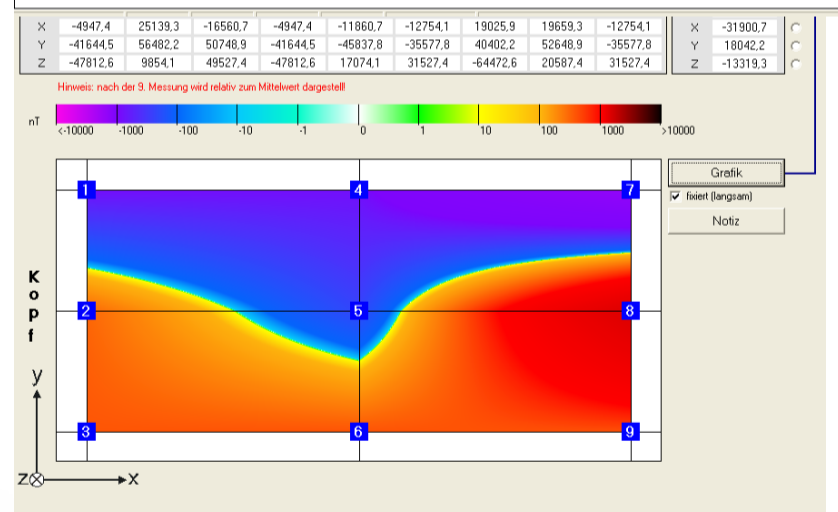 X -4947,4 25139,3 -16560,7 -4947,4 -11860,7 -12754,1 19025,9 19659,3 -12754,1 X -31900,7
Y -41644,5 56482,2 50748,9 -41644,5 -45837,8 -35577,8 40402,2 52648,9 -35577,8 Y 18042,2
Z -47812,6 9854,1 49527,4 -47812,6 17074,1 31527,4 -64472,6 20587,4 31527,4 Z -13319,3
Hinweis: nach der 9. Messung wird relativ zum Mittelwert dargestell!
nT
<-10000 -1000 -100 -10 -1 0 1 10 100 1000 >10000
Grafik
fixiert (langsam)
Notiz
1 4 7
2 5 8
3 6 9
Kopf
y
z x